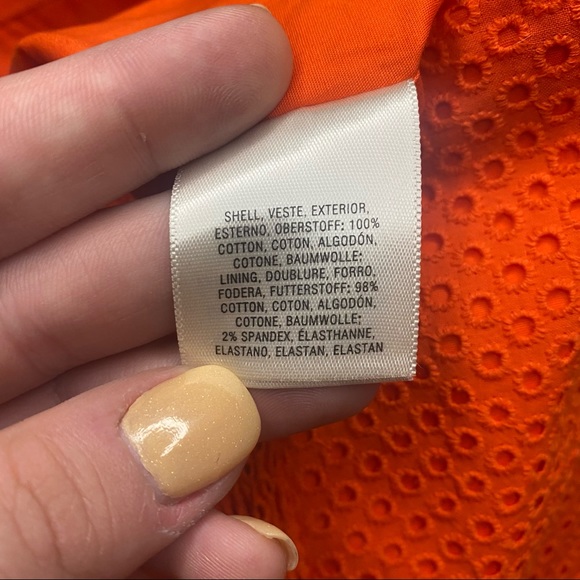 SHELL, VESTE, EXTERIOR,
ESTERNO, OBERSTOFF: 100%
COTTON, COTON, ALGODÓN,
COTONE, BAUMWOLLE;
LINING, DOUBLURE, FORRO,
FODERA, FUTTERSTOFF: 98%
COTTON, COTON, ALGODÓN,
COTONE, BAUMWOLLE;
2% SPANDEX, ÉLASTHANNE,
ELASTANO, ELASTAN, ELASTAN